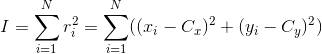 I = \sum_{i=1}^{N} r_i^2 = \sum_{i=1}^{N} ((x_i - C_x)^2 + (y_i - C_y)^2)